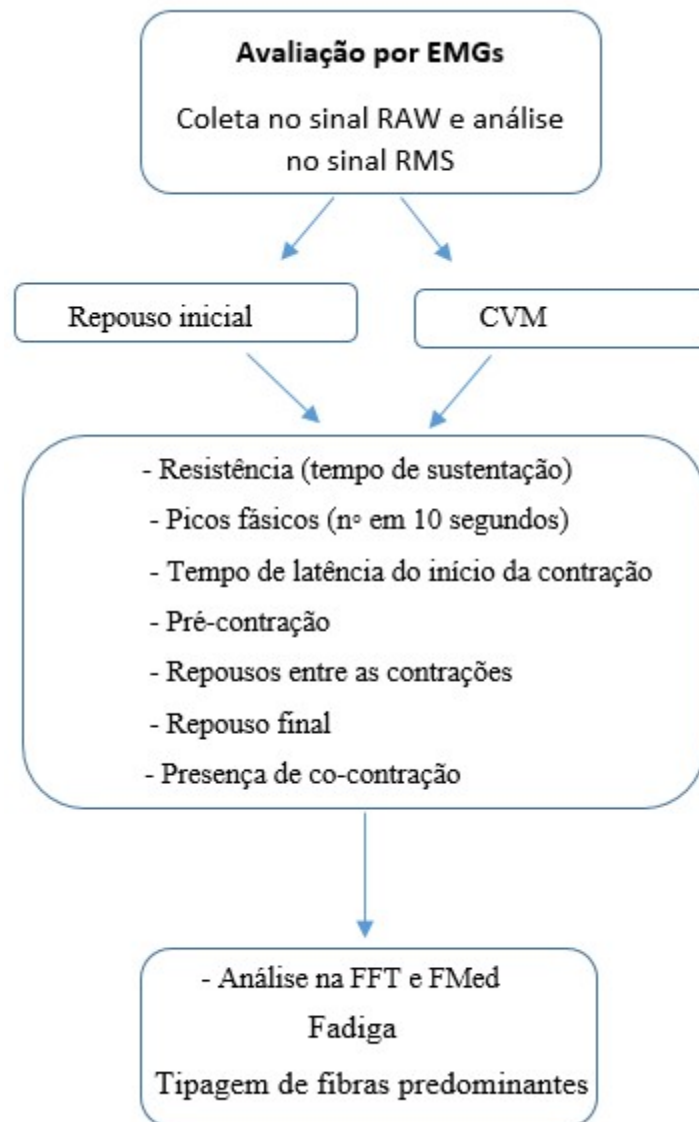 Avaliação por EMGs
Coleta no sinal RAW e análise
no sinal RMS
Repouso inicial
CVM
- Resistência (tempo de sustentação)
- Picos fásicos (nº em 10 segundos)
- Tempo de latência do início da contração
- Pré-contração
- Repousos entre as contrações
- Repouso final
- Presença de co-contração
- Análise na FFT e FMed
Fadiga
Tipagem de fibras predominantes